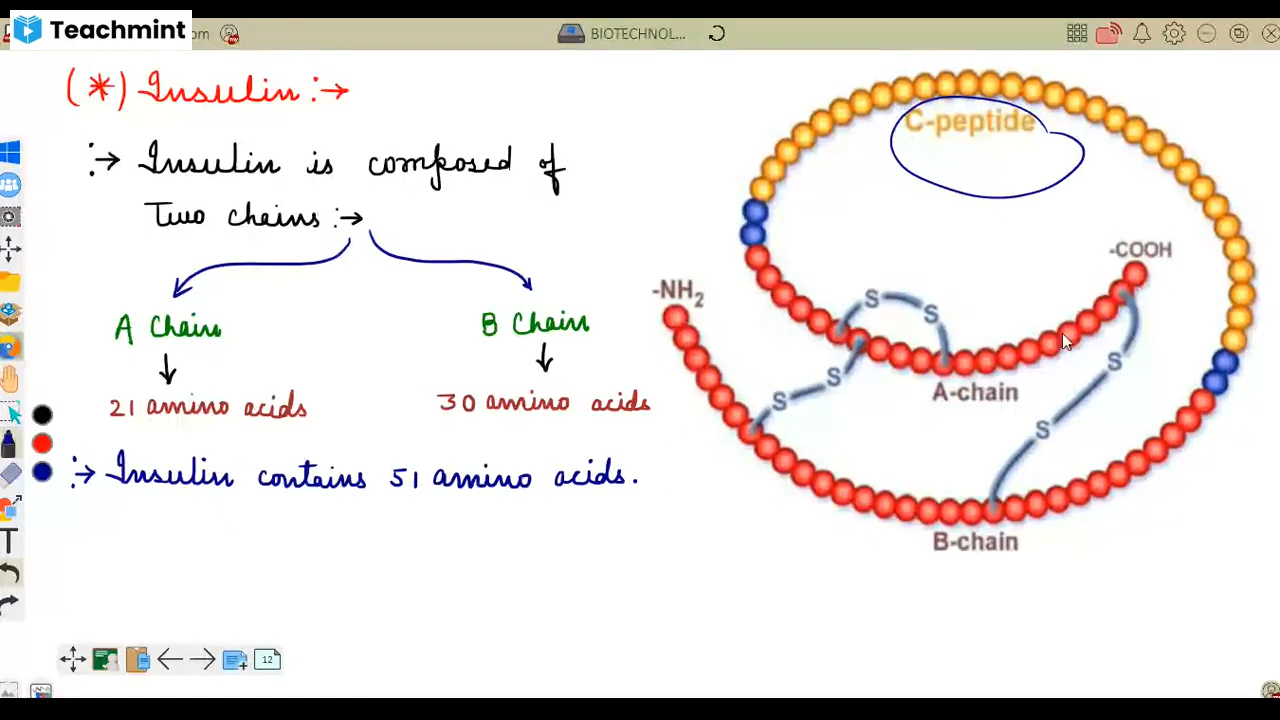 Teachmint
om
BIOTECHNOL...
(*) Insulin :→
:→ Insulin is composed of
Two chains :→
A Chain
B Chain
21 amino acids
30 amino acids
:→ Insulin contains 51 amino acids.
C-peptide
-COOH
-NH₂
S
S
S
S
S
S
A-chain
B-chain
T
12